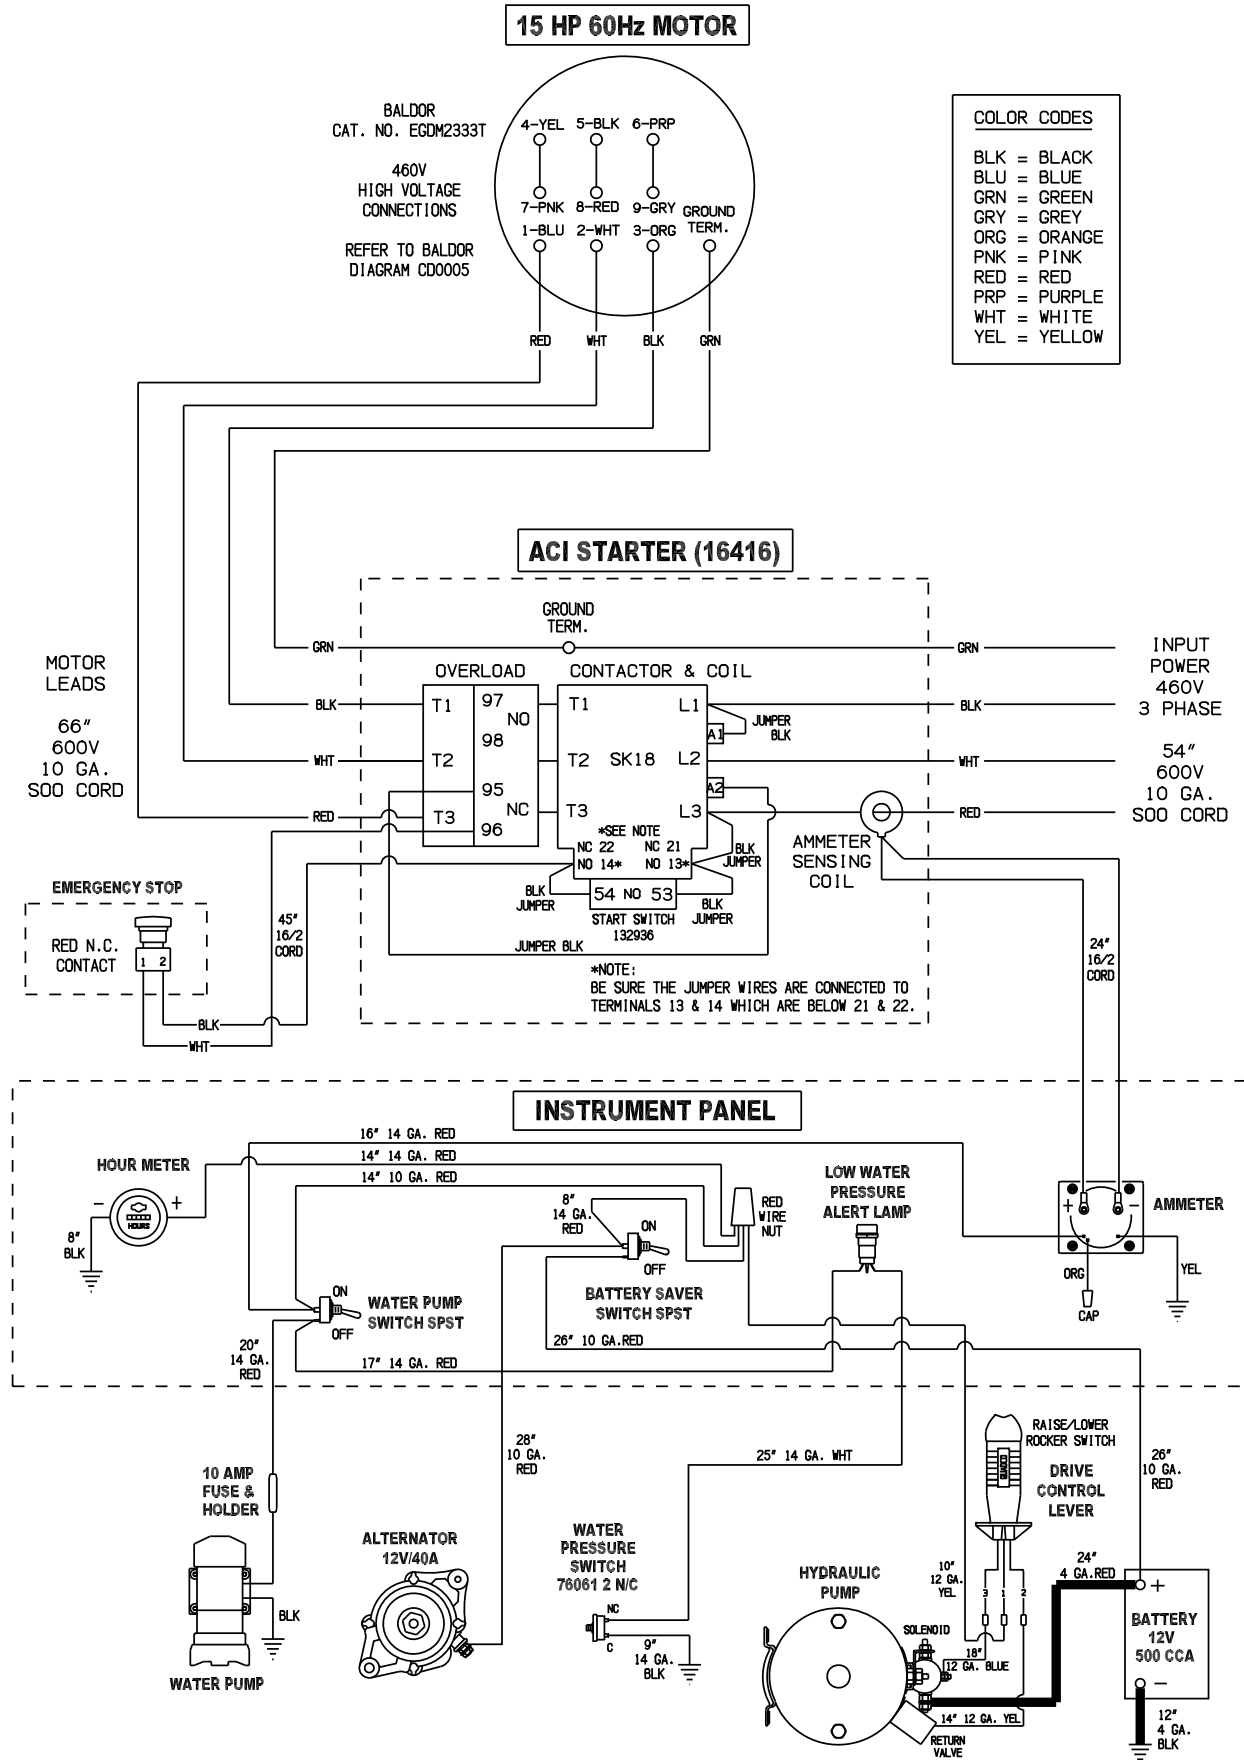 15 HP 60Hz MOTOR
BALDOR
CAT. NO. EGDM2333T
460V
HIGH VOLTAGE
CONNECTIONS
REFER TO BALDOR
DIAGRAM CD0005
4-YEL 5-BLK 6-PRP
7-PNK 8-RED 9-GRY GROUND
TERM.
1-BLU 2-WHT 3-ORG
RED WHT BLK GRN
COLOR CODES
BLK = BLACK
BLU = BLUE
GRN = GREEN
GRY = GREY
ORG = ORANGE
PNK = PINK
RED = RED
PRP = PURPLE
WHT = WHITE
YEL = YELLOW
ACI STARTER (16416)
GROUND
TERM.
GRN
GRN
MOTOR
LEADS
66"
600V
10 GA.
SOO CORD
BLK
WHT
RED
OVERLOAD
T1
T2
T3
97
NO
98
95
NC
96
CONTACTOR & COIL
T1
T2
T3
SK18
L1
L2
L3
A1
A2
JUMPER
BLK
*SEE NOTE
NC 22 NC 21
NO 14* NO 13*
54 NO 53
START SWITCH
132936
BLK
JUMPER
BLK
JUMPER
BLK
JUMPER
JUMPER BLK
*NOTE:
BE SURE THE JUMPER WIRES ARE CONNECTED TO
TERMINALS 13 & 14 WHICH ARE BELOW 21 & 22.
BLK
WHT
RED
INPUT
POWER
460V
3 PHASE
54"
600V
10 GA.
SOO CORD
AMMETER
SENSING
COIL
24"
16/2
CORD
EMERGENCY STOP
RED N.C.
CONTACT
1 2
45"
16/2
CORD
BLK
WHT
INSTRUMENT PANEL
16" 14 GA. RED
14" 14 GA. RED
14" 10 GA. RED
HOUR METER
- +
HOURS
8"
BLK
ON
OFF
WATER PUMP
SWITCH SPST
8"
14 GA.
RED
ON
OFF
BATTERY SAVER
SWITCH SPST
RED
WIRE
NUT
LOW WATER
PRESSURE
ALERT LAMP
+ -
AMMETER
ORG
CAP
YEL
20"
14 GA.
RED
26" 10 GA.RED
17" 14 GA. RED
28"
10 GA.
RED
25" 14 GA. WHT
10 AMP
FUSE &
HOLDER
BLK
WATER PUMP
ALTERNATOR
12V/40A
WATER
PRESSURE
SWITCH
76061 2 N/C
NC
C
9"
14 GA.
BLK
HYDRAULIC
PUMP
SOLENOID
18"
12 GA. BLUE
14" 12 GA. YEL
RETURN
VALVE
10"
12 GA.
YEL
3 1 2
RAISE/LOWER
ROCKER SWITCH
DRIVE
CONTROL
LEVER
26"
10 GA.
RED
24"
4 GA.RED
+
BATTERY
12V
500 CCA
-
12"
4 GA.
BLK